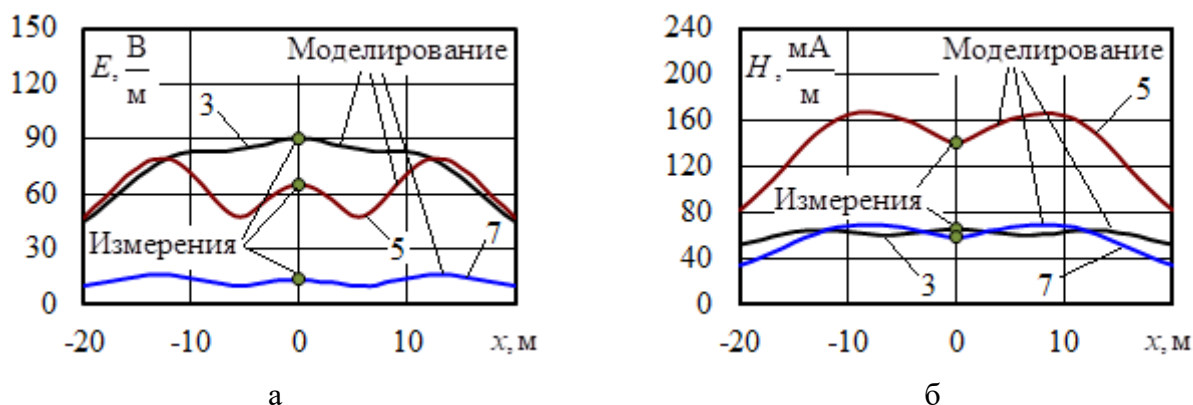 150
120
90
60
30
0
E, В/м
Моделирование
3
Измерения
5
7
-20 -10 0 10 x, м
а
240
200
160
120
80
40
0
H, мА/м
Моделирование
5
Измерения
3
7
-20 -10 0 10 x, м
б